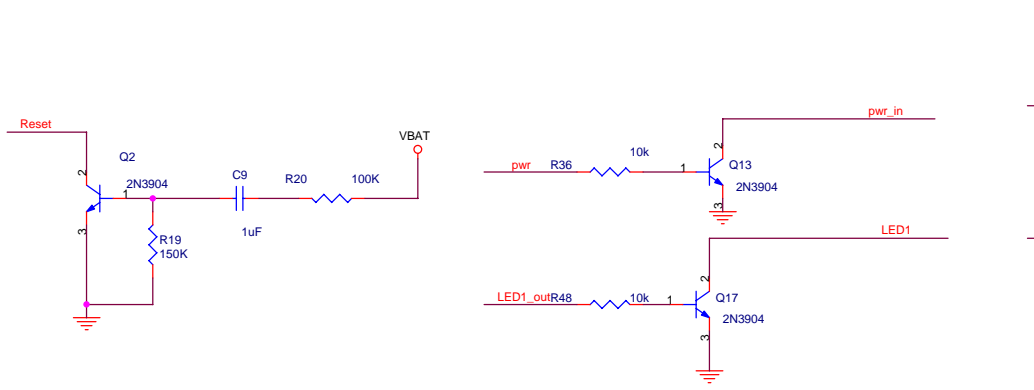 Reset
Q2
2
2N3904
1
3
R19
150K
C9
1uF
R20
100K
VBAT
pwr
R36
10k
1
2
Q13
2N3904
3
pwr_in
LED1_out
R48
10k
1
2
Q17
2N3904
3
LED1